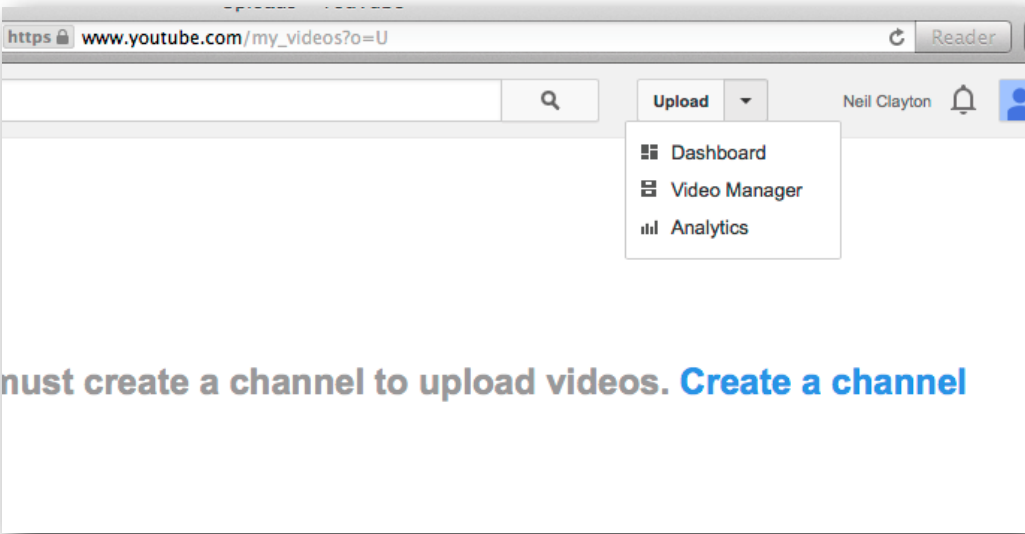 https www.youtube.com/my_videos?o=U Reader
Upload Neil Clayton
Dashboard
Video Manager
Analytics
must create a channel to upload videos. Create a channel